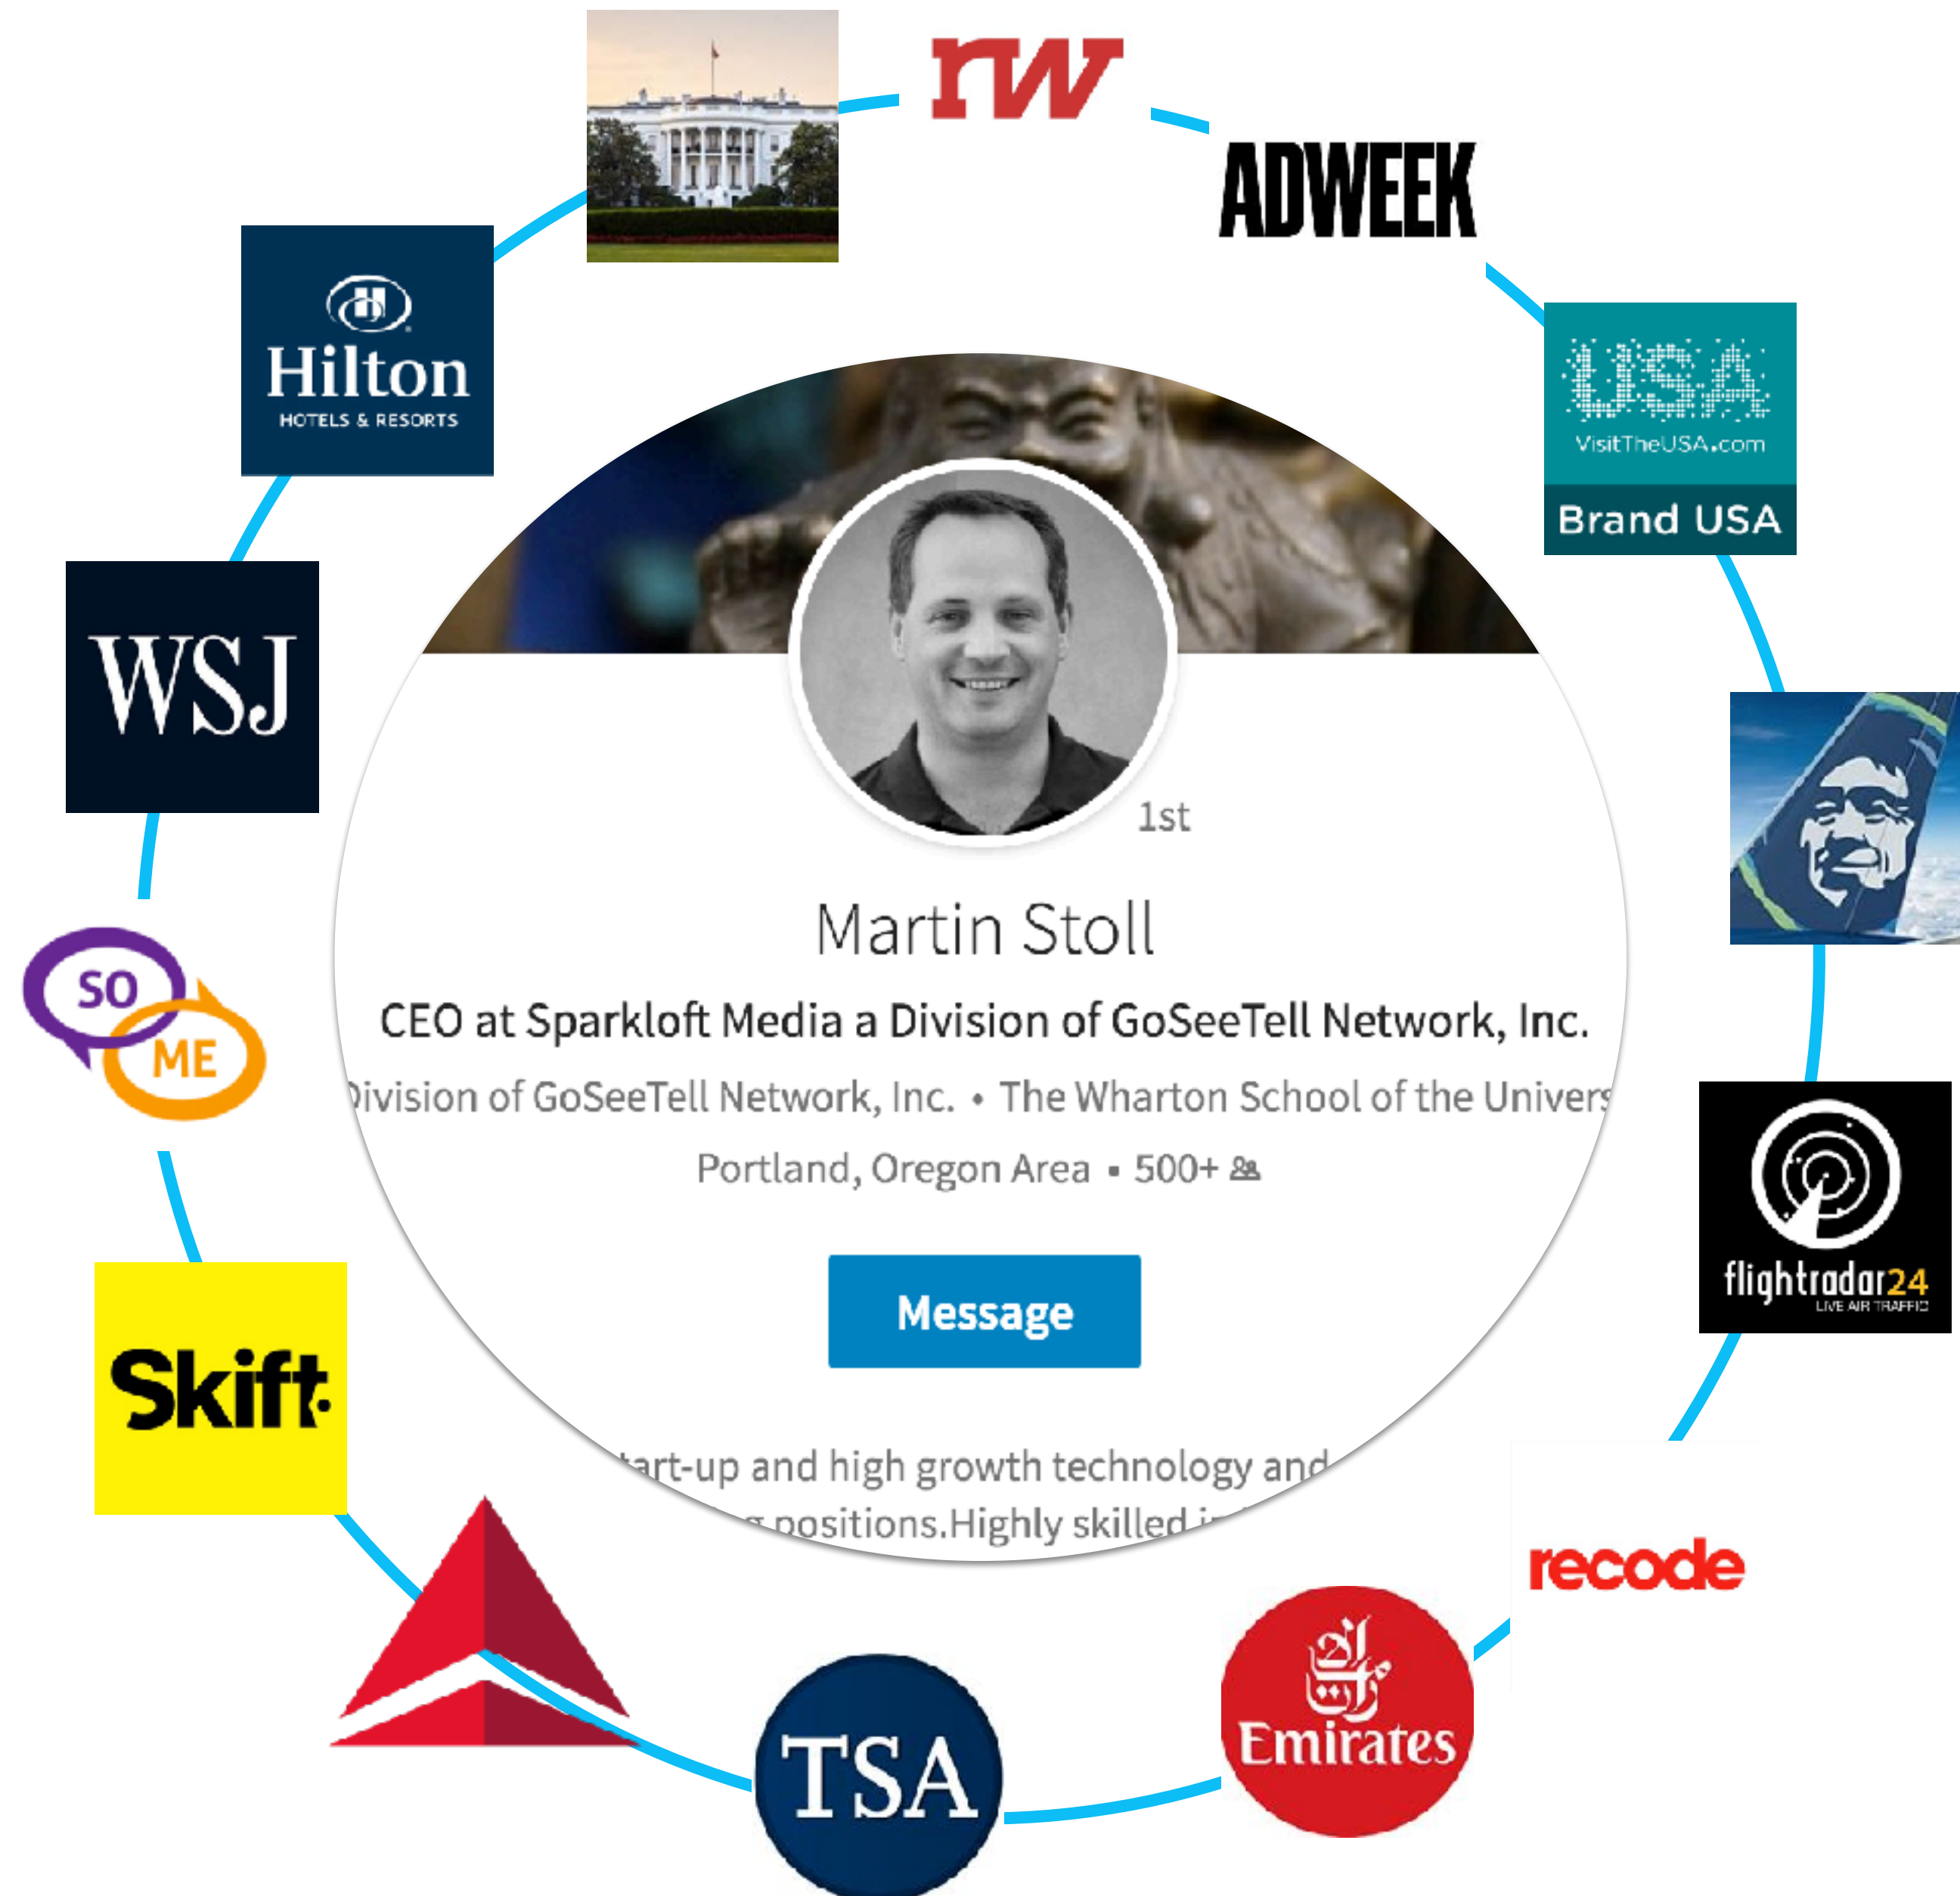 rw
ADWEEK
USA
VisitTheUSA.com
Brand USA
Hilton
HOTELS & RESORTS
WSJ
1st
Martin Stoll
CEO at Sparkloft Media a Division of GoSeeTell Network, Inc.
Division of GoSeeTell Network, Inc. • The Wharton School of the Univers
Portland, Oregon Area ▪ 500+
Message
tart-up and high growth technology and
positions.Highly skilled
SO
ME
flightradar24
LIVE AIR TRAFFIC
Skift
recode
Emirates
TSA